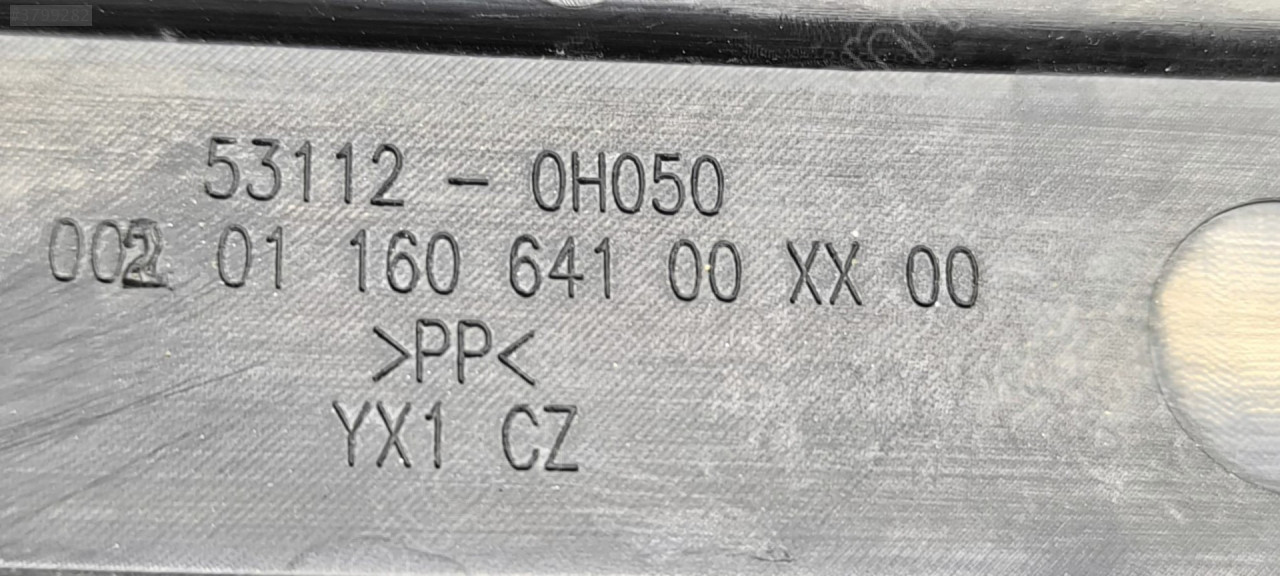 53112 - 0H050
002 01 160 641 00 XX 00
>PP<
YX1 CZ